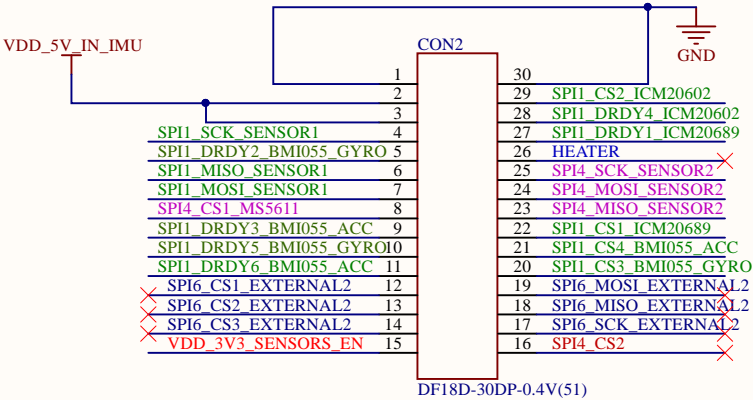 VDD_5V_IN_IMU
CON2
GND
1
30
2
SPI1_CS2_ICM20602
29
3
SPI1_DRDY4_ICM20602
28
SPI1_SCK_SENSOR1
4
SPI1_DRDY1_ICM20689
27
SPI1_DRDY2_BMI055_GYRO
5
HEATER
26
SPI1_MISO_SENSOR1
6
SPI4_SCK_SENSOR2
25
SPI1_MOSI_SENSOR1
7
SPI4_MOSI_SENSOR2
24
SPI4_CS1_MS5611
8
SPI4_MISO_SENSOR2
23
SPI1_DRDY3_BMI055_ACC
9
SPI1_CS1_ICM20689
22
SPI1_DRDY5_BMI055_GYRO
10
SPI1_CS4_BMI055_ACC
21
SPI1_DRDY6_BMI055_ACC
11
SPI1_CS3_BMI055_GYRO
20
SPI6_CS1_EXTERNAL2
12
SPI6_MOSI_EXTERNAL2
19
SPI6_CS2_EXTERNAL2
13
SPI6_MISO_EXTERNAL2
18
SPI6_CS3_EXTERNAL2
14
SPI6_SCK_EXTERNAL2
17
VDD_3V3_SENSORS_EN
15
SPI4_CS2
16
DF18D-30DP-0.4V(51)